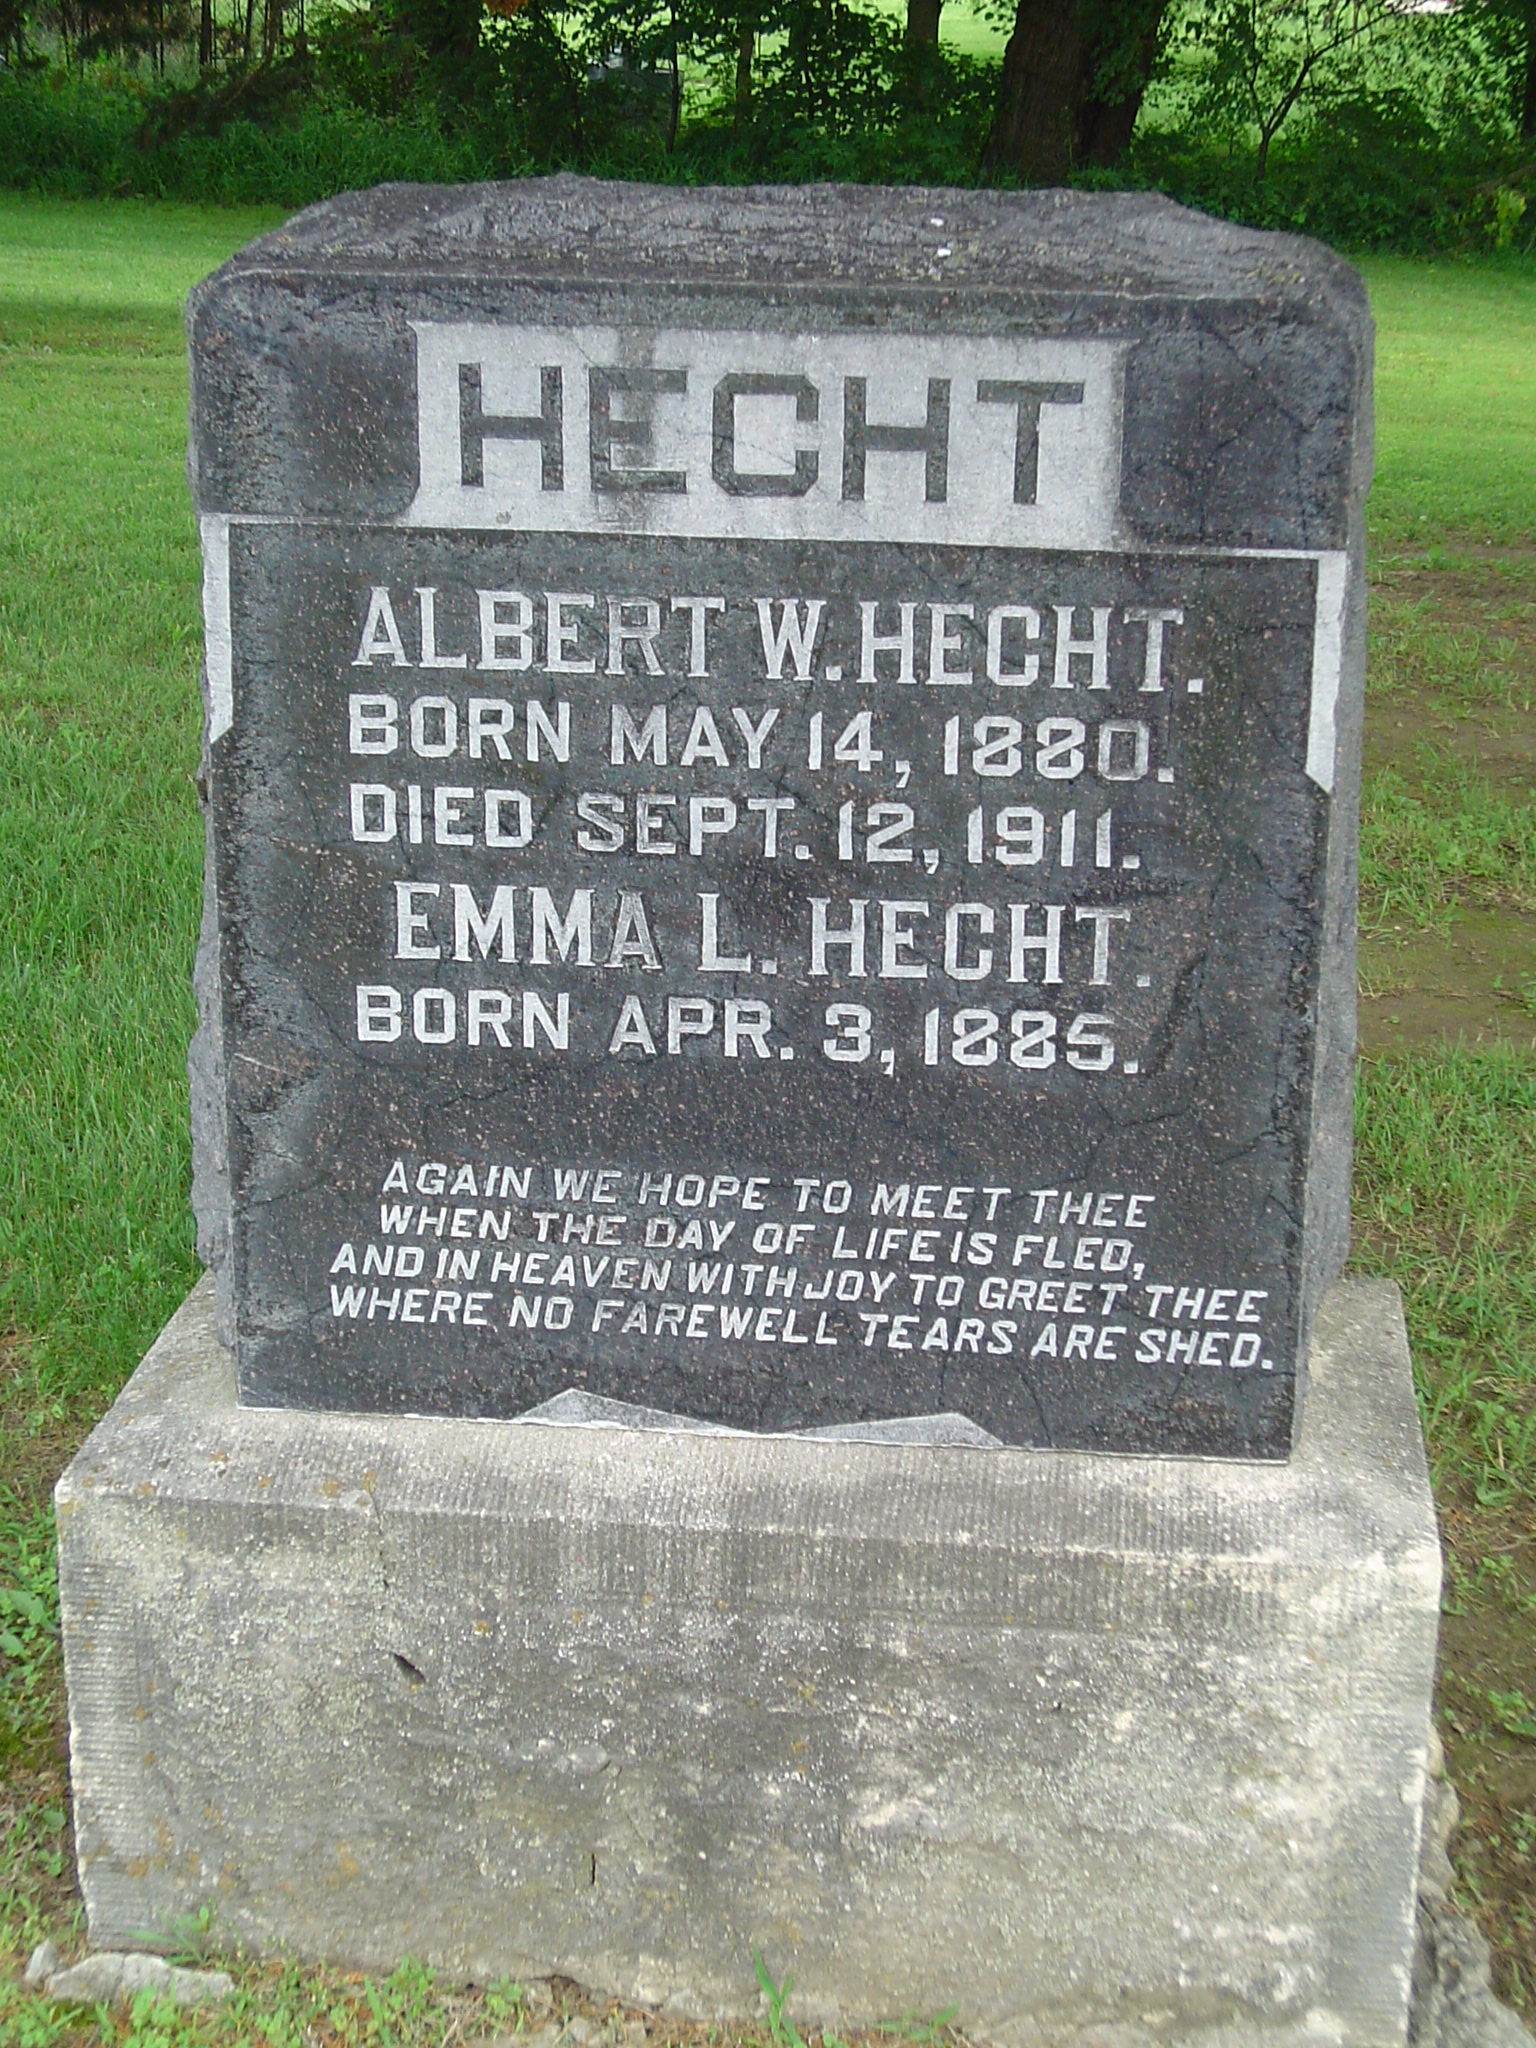 HECHT
ALBERT W. HECHT.
BORN MAY 14, 1880.
DIED SEPT. 12, 1911.
EMMA L. HECHT.
BORN APR. 3, 1885.
AGAIN WE HOPE TO MEET THEE
WHEN THE DAY OF LIFE IS FLED,
AND IN HEAVEN WITH JOY TO GREET THEE
WHERE NO FAREWELL TEARS ARE SHED.